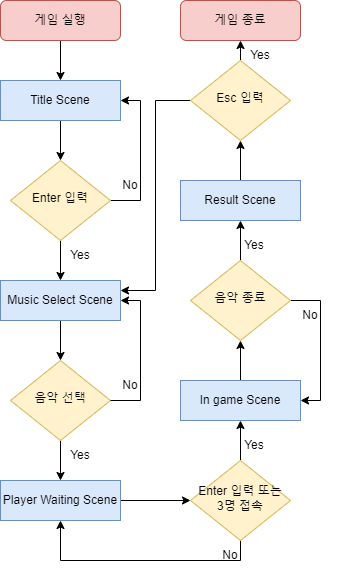 게임 실행
Title Scene
Enter 입력
No
Yes
Music Select Scene
음악 선택
No
Yes
Player Waiting Scene
Enter 입력 또는
3명 접속
No
Yes
In game Scene
음악 종료
No
Yes
Result Scene
Esc 입력
Yes
게임 종료